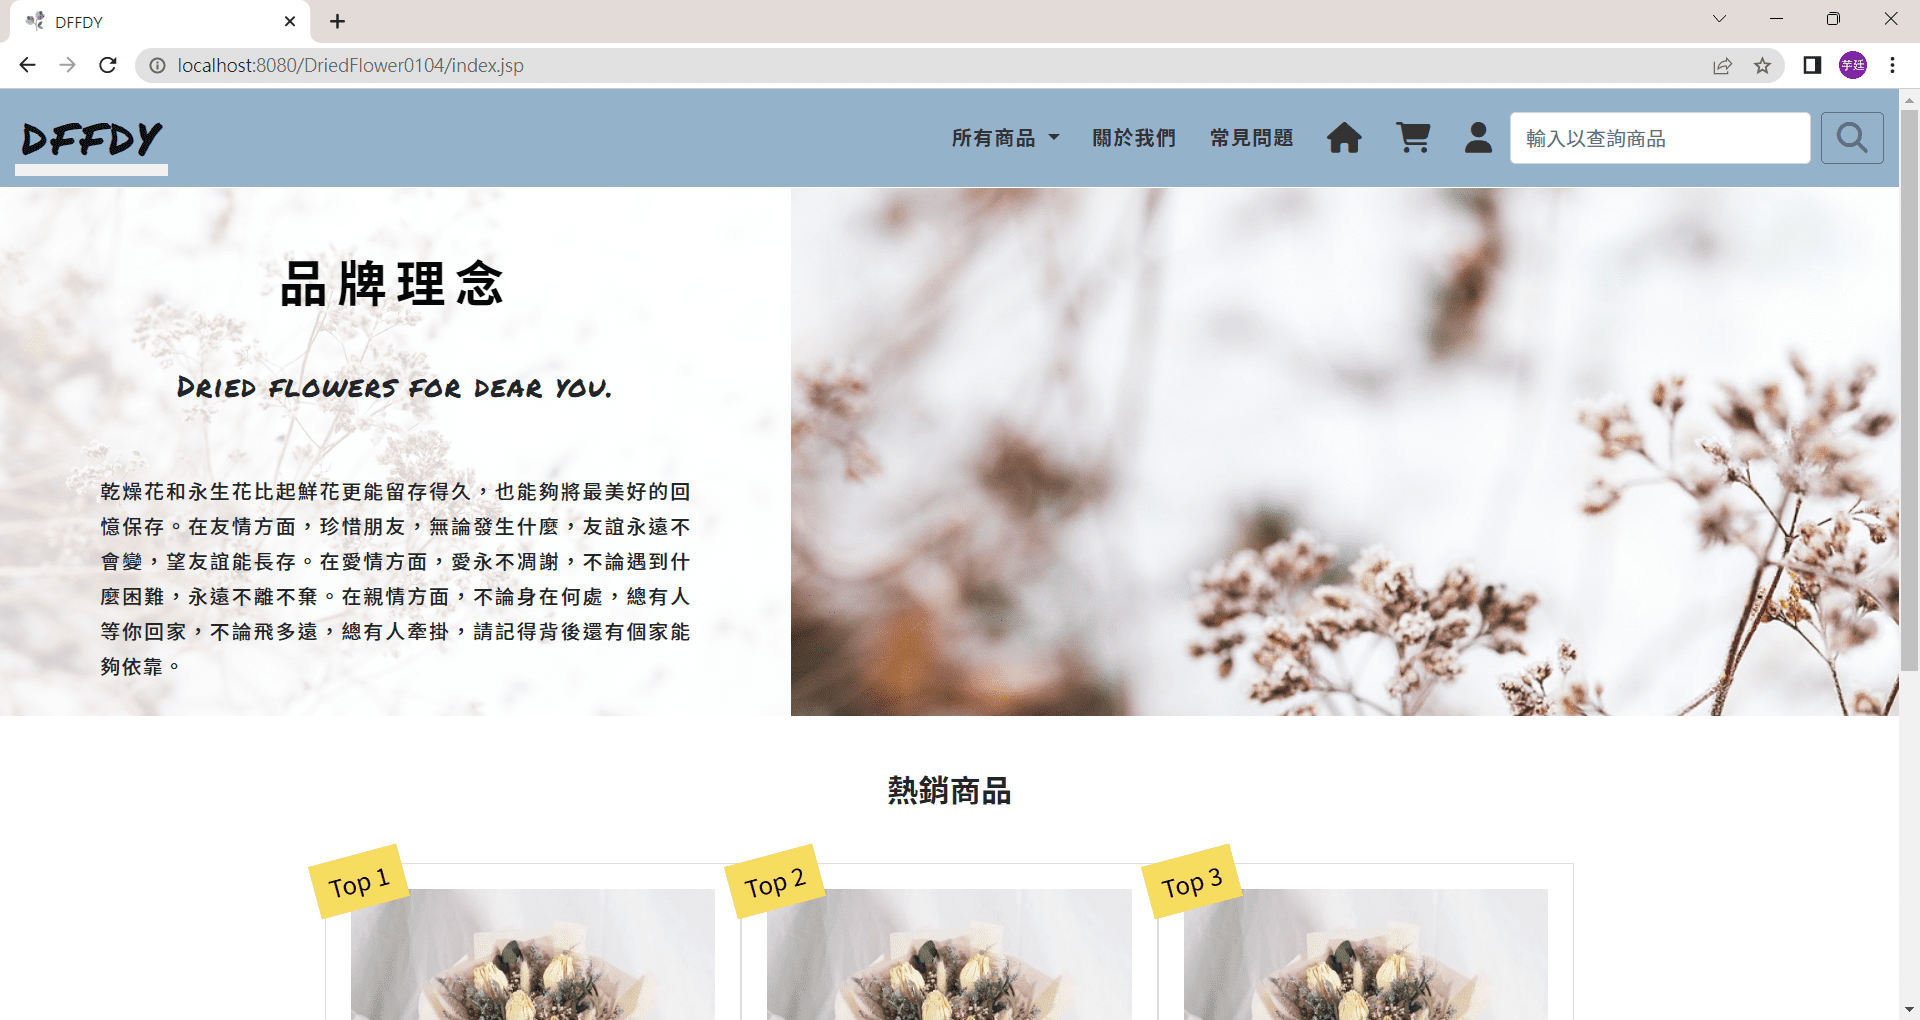 DFFDY
localhost:8080/DriedFlower0104/index.jsp
芋廷
DFFDY
所有商品
關於我們
常見問題
輸入以查詢商品
品牌理念
Dried flowers for dear you.
乾燥花和永生花比起鮮花更能留存得久，也能夠將最美好的回
憶保存。在友情方面，珍惜朋友，無論發生什麼，友誼永遠不
會變，望友誼能長存。在愛情方面，愛永不凋謝，不論遇到什
麼困難，永遠不離不棄。在親情方面，不論身在何處，總有人
等你回家，不論飛多遠，總有人牽掛，請記得背後還有個家能
夠依靠。
熱銷商品
Top 1
Top 2
Top 3